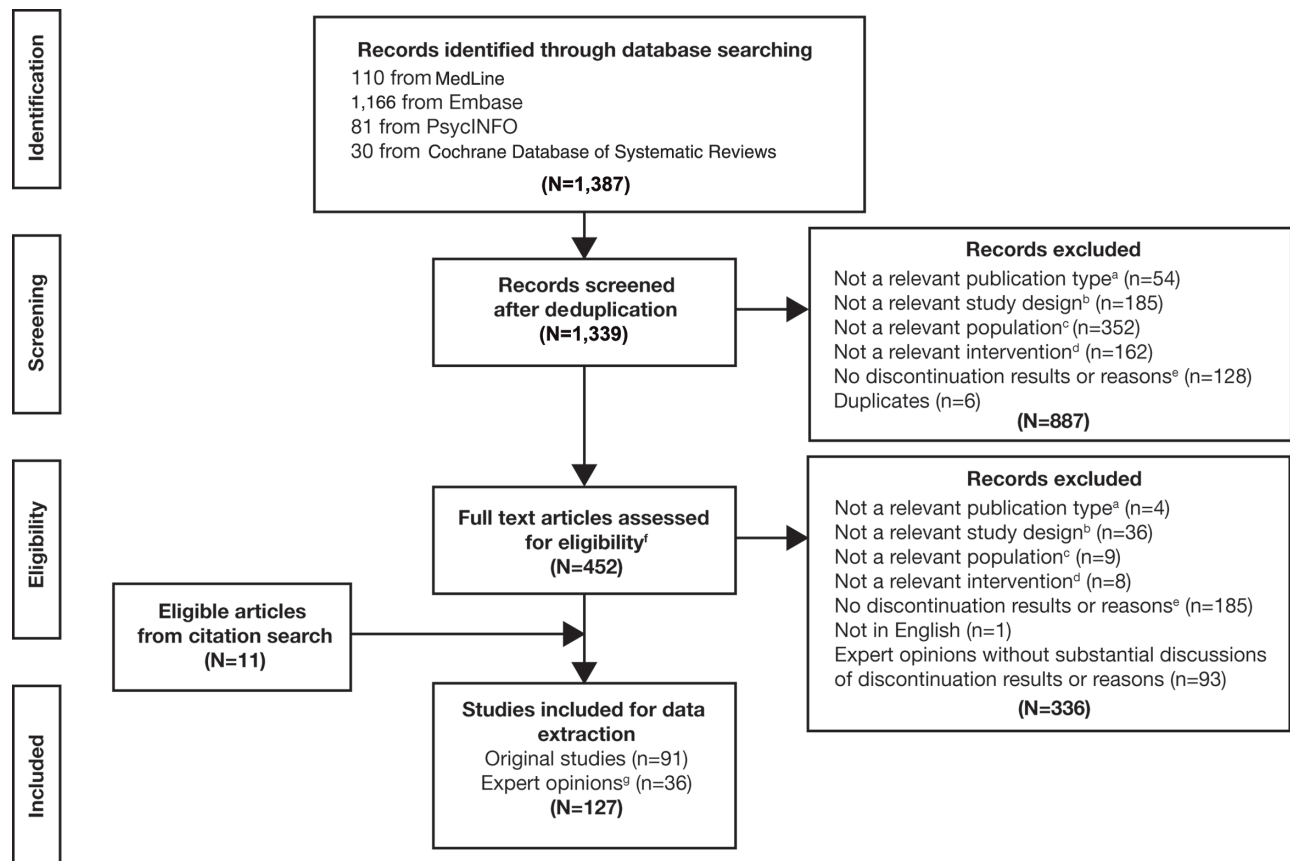 Identification
Records identified through database searching
110 from MedLine
1,166 from Embase
81 from PsycINFO
30 from Cochrane Database of Systematic Reviews
(N=1,387)
Screening
Records screened
after deduplication
(N=1,339)
Records excluded
Not a relevant publication typeᵃ (n=54)
Not a relevant study designᵇ (n=185)
Not a relevant populationᶜ (n=352)
Not a relevant interventionᵈ (n=162)
No discontinuation results or reasonsᵉ (n=128)
Duplicates (n=6)
(N=887)
Eligibility
Full text articles assessed
for eligibilityᶠ
(N=452)
Records excluded
Not a relevant publication typeᵃ (n=4)
Not a relevant study designᵇ (n=36)
Not a relevant populationᶜ (n=9)
Not a relevant interventionᵈ (n=8)
No discontinuation results or reasonsᵉ (n=185)
Not in English (n=1)
Expert opinions without substantial discussions
of discontinuation results or reasons (n=93)
(N=336)
Eligible articles
from citation search
(N=11)
Included
Studies included for data
extraction
Original studies (n=91)
Expert opinionsᵍ (n=36)
(N=127)